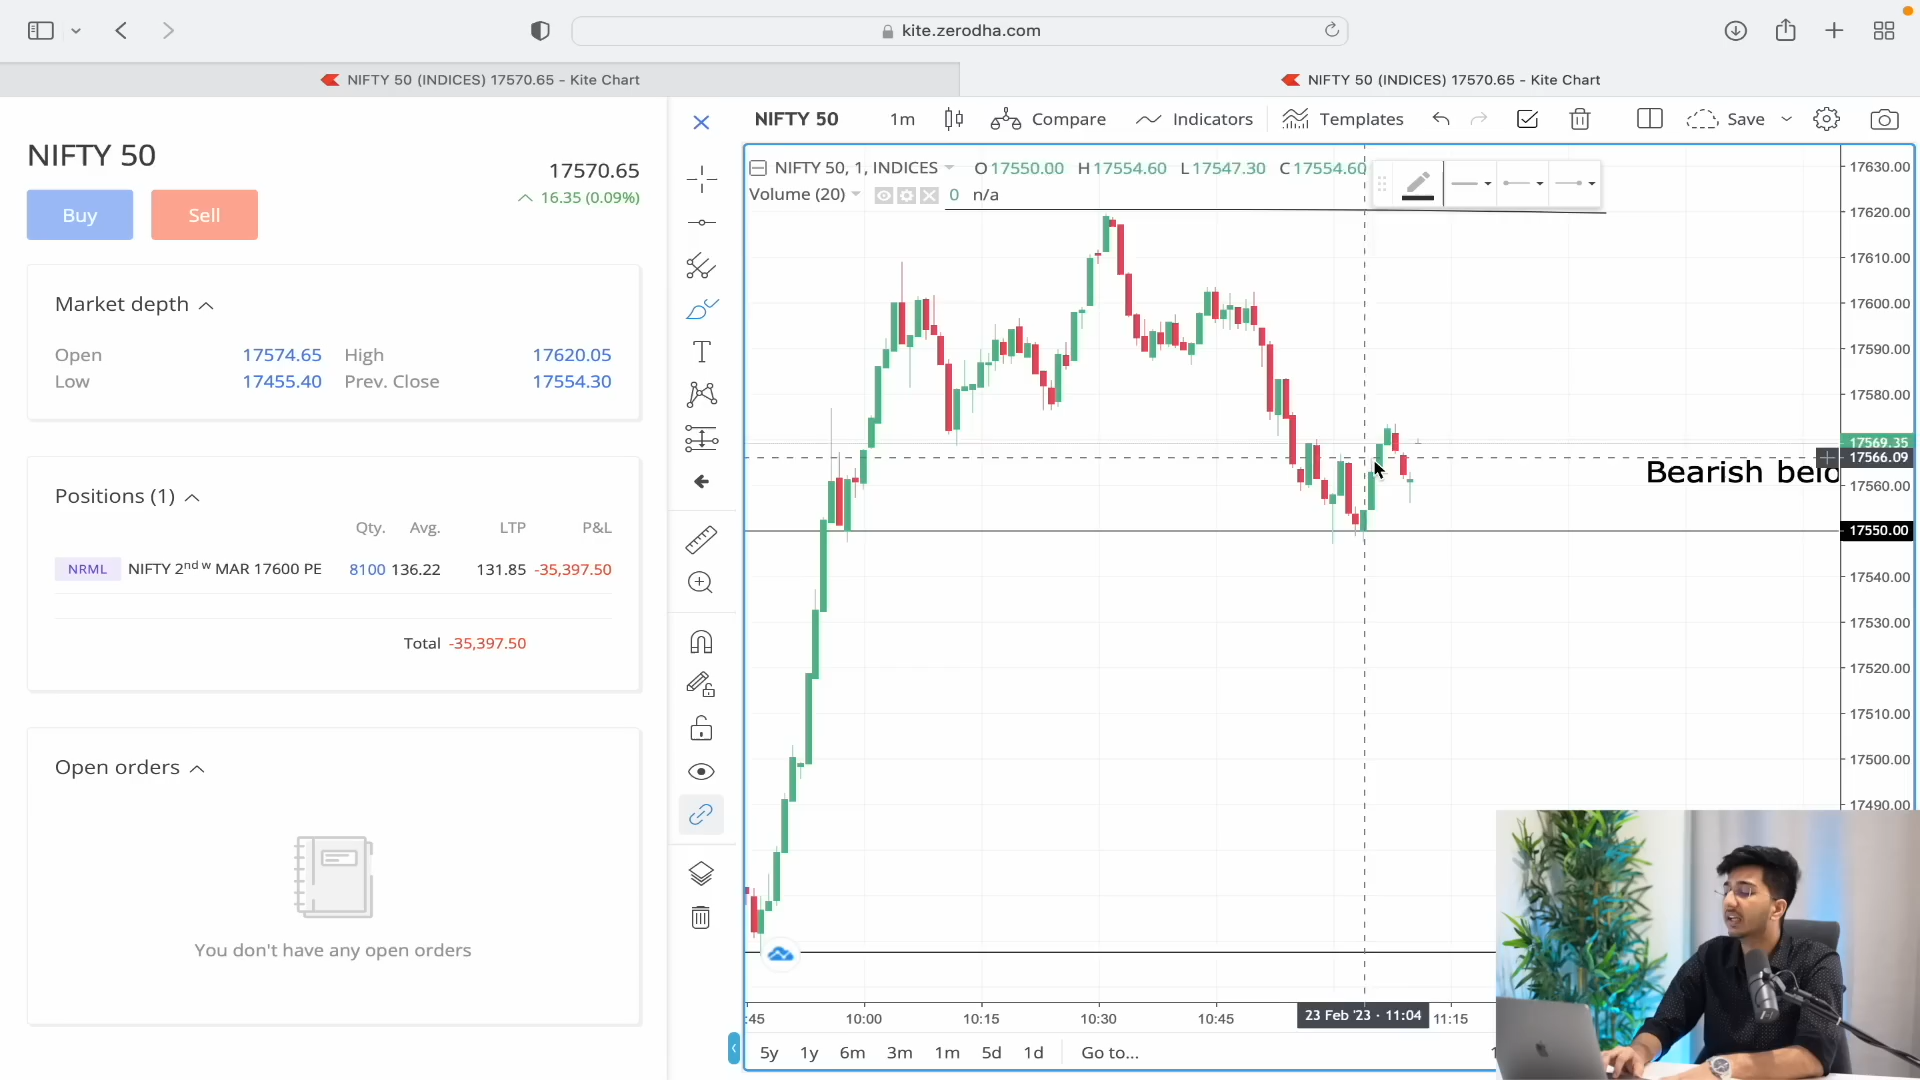 kite.zerodha.com
NIFTY 50 (INDICES) 17570.65 - Kite Chart
NIFTY 50 (INDICES) 17570.65 - Kite Chart
NIFTY 50
17570.65
16.35 (0.09%)
Buy
Sell
Market depth
Open 17574.65 High 17620.05
Low 17455.40 Prev. Close 17554.30
Positions (1)
Qty. Avg. LTP P&L
NRML NIFTY 2nd w MAR 17600 PE 8100 136.22 131.85 -35,397.50
Total -35,397.50
Open orders
You don't have any open orders
NIFTY 50 1m Compare Indicators Templates Save
NIFTY 50, 1, INDICES O17550.00 H17554.60 L17547.30 C17554.60
Volume (20) 0 n/a
Bearish belo
17630.00
17620.00
17610.00
17600.00
17590.00
17580.00
17569.35
17566.09
17560.00
17550.00
17540.00
17530.00
17520.00
17510.00
17500.00
17490.00
:45 10:00 10:15 10:30 10:45 23 Feb '23 · 11:04 11:15
5y 1y 6m 3m 1m 5d 1d Go to...